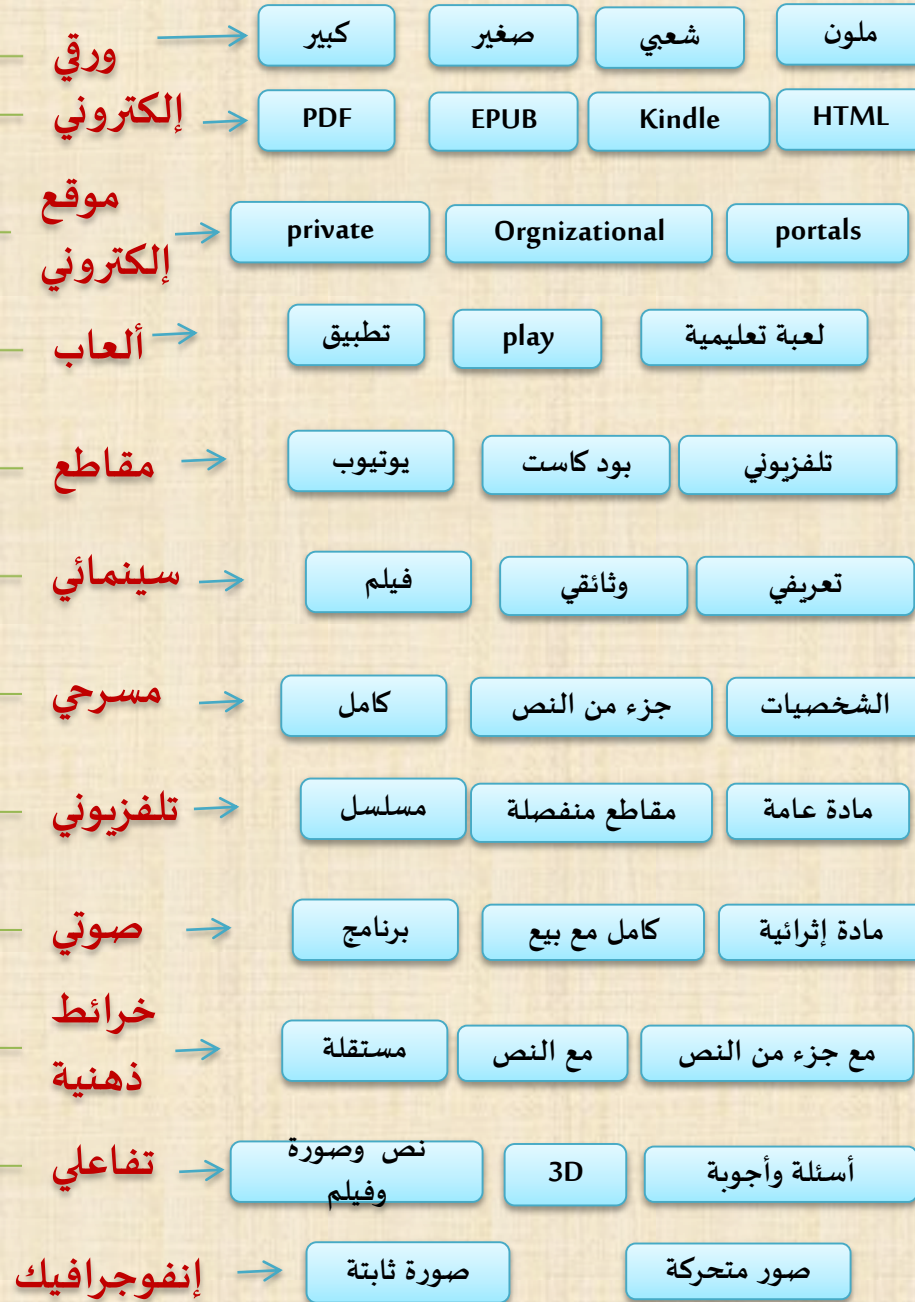 ورقي
كبير
صغير
شعبي
ملون
إلكتروني
PDF
EPUB
Kindle
HTML
موقع
إلكتروني
private
Orgnizational
portals
ألعاب
تطبيق
play
لعبة تعليمية
مقاطع
يوتيوب
بود كاست
تلفزيوني
سينمائي
فيلم
وثائقي
تعريفي
مسرحي
كامل
جزء من النص
الشخصيات
تلفزيوني
مسلسل
مقاطع منفصلة
مادة عامة
صوتي
برنامج
كامل مع بيع
مادة إثرائية
خرائط
ذهنية
مستقلة
مع النص
مع جزء من النص
تفاعلي
نص وصورة
وفيلم
3D
أسئلة وأجوبة
إنفوجرافيك
صورة ثابتة
صور متحركة